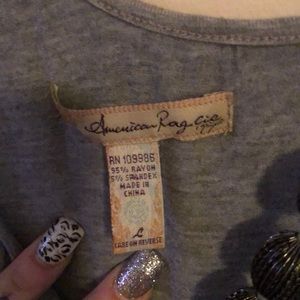 American Rag Cie
RN 109986
95% RAYON
5% SPANDEX
MADE IN
CHINA
L
CARE ON REVERSE